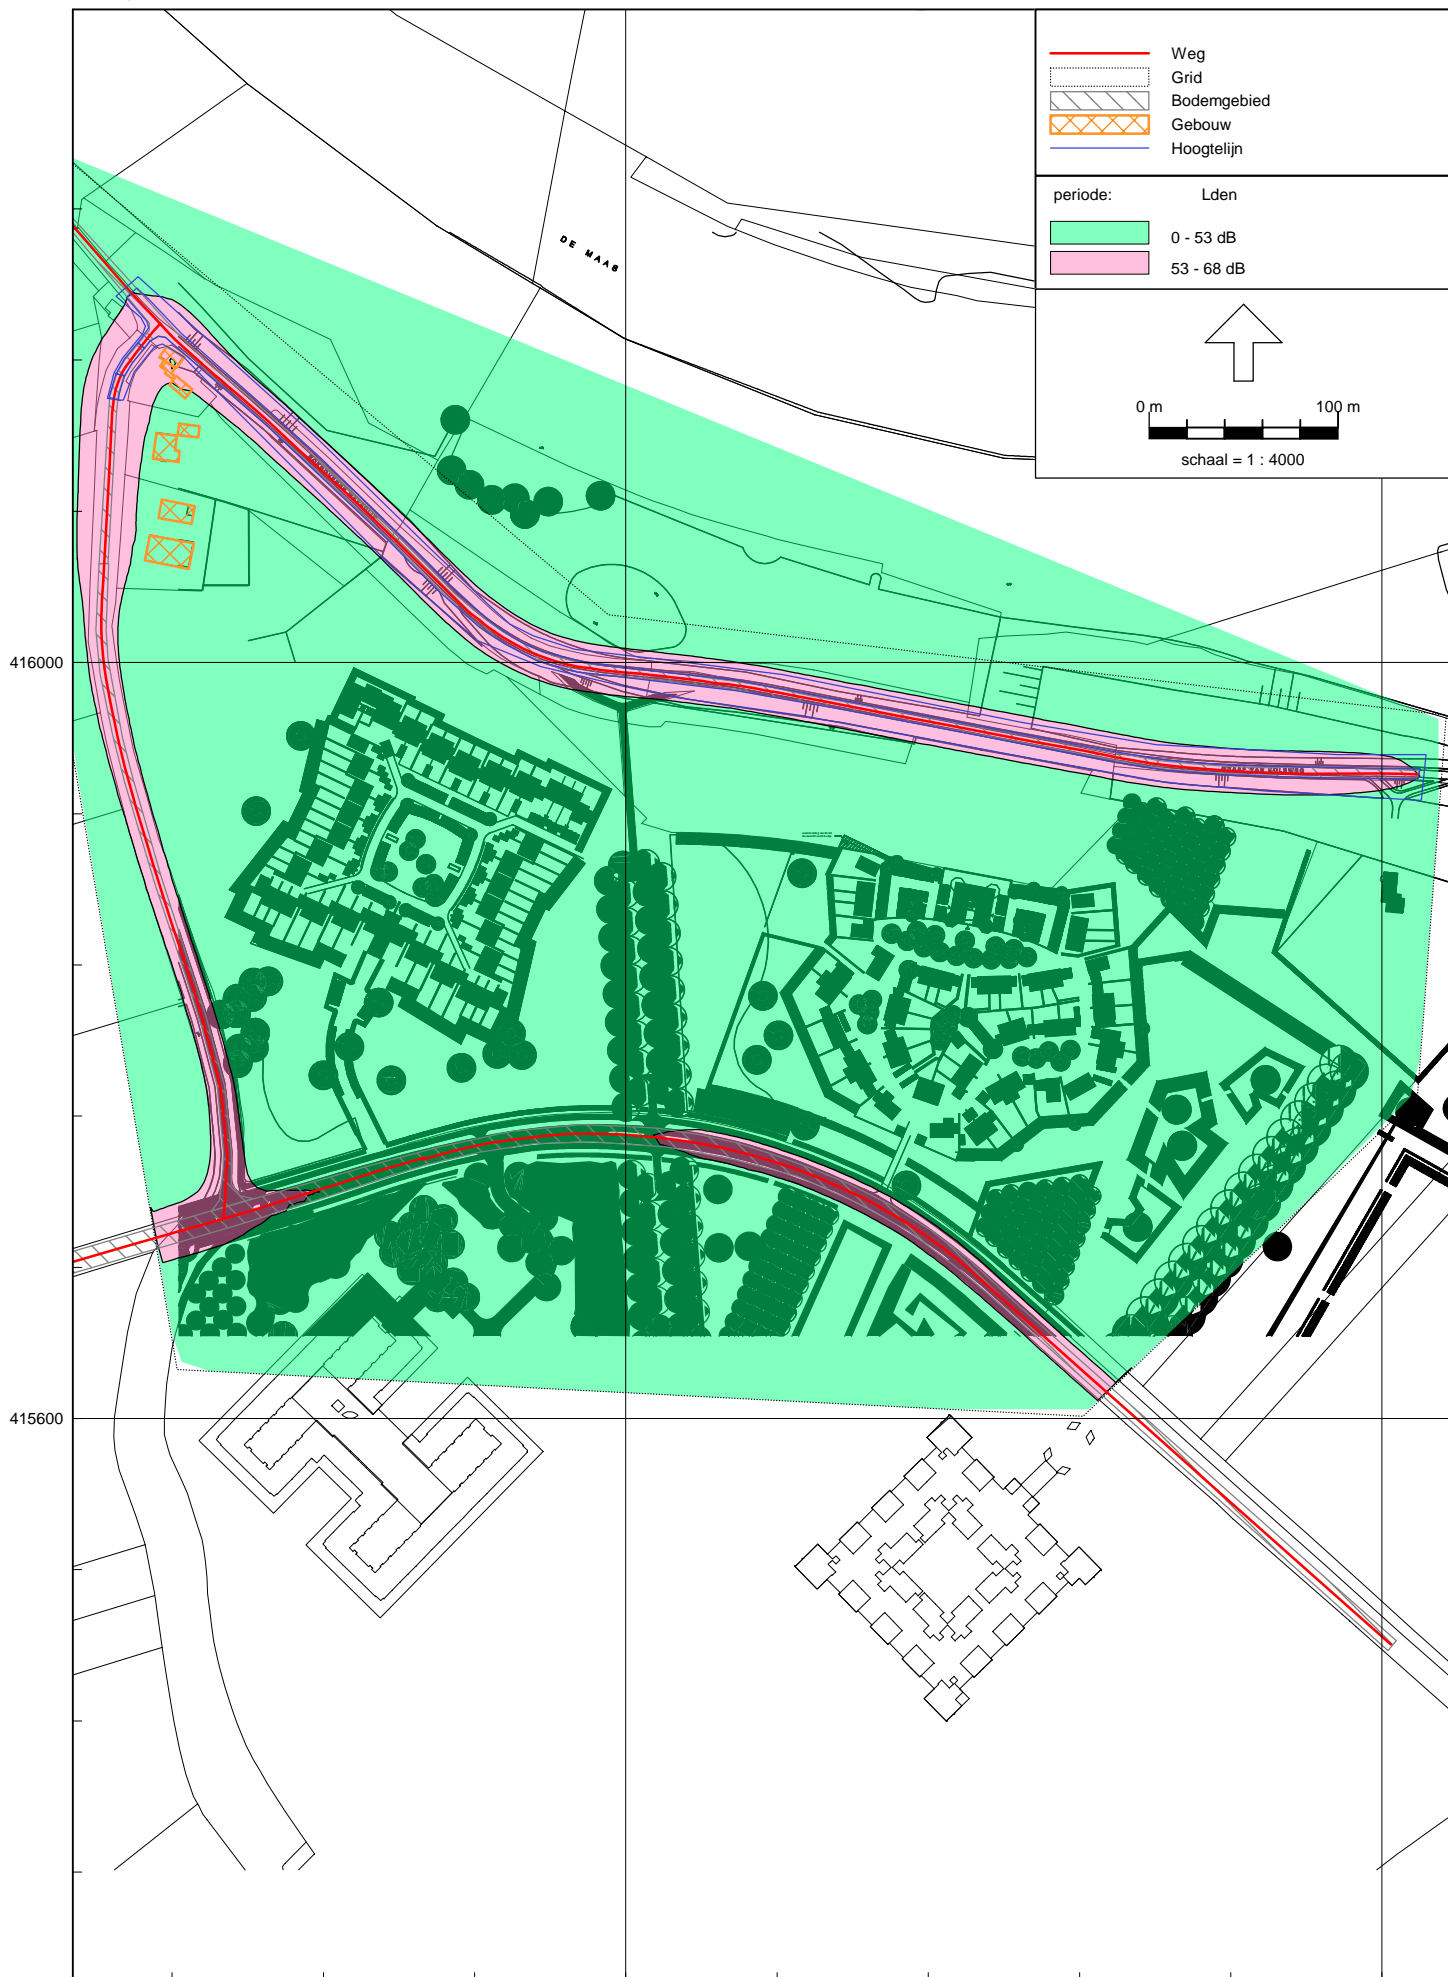 Weg
Grid
Bodemgebied
Gebouw
Hoogtelijn
periode: Lden
0 - 53 dB
53 - 68 dB
0 m 100 m
schaal = 1 : 4000
DE MAAS
416000
415600